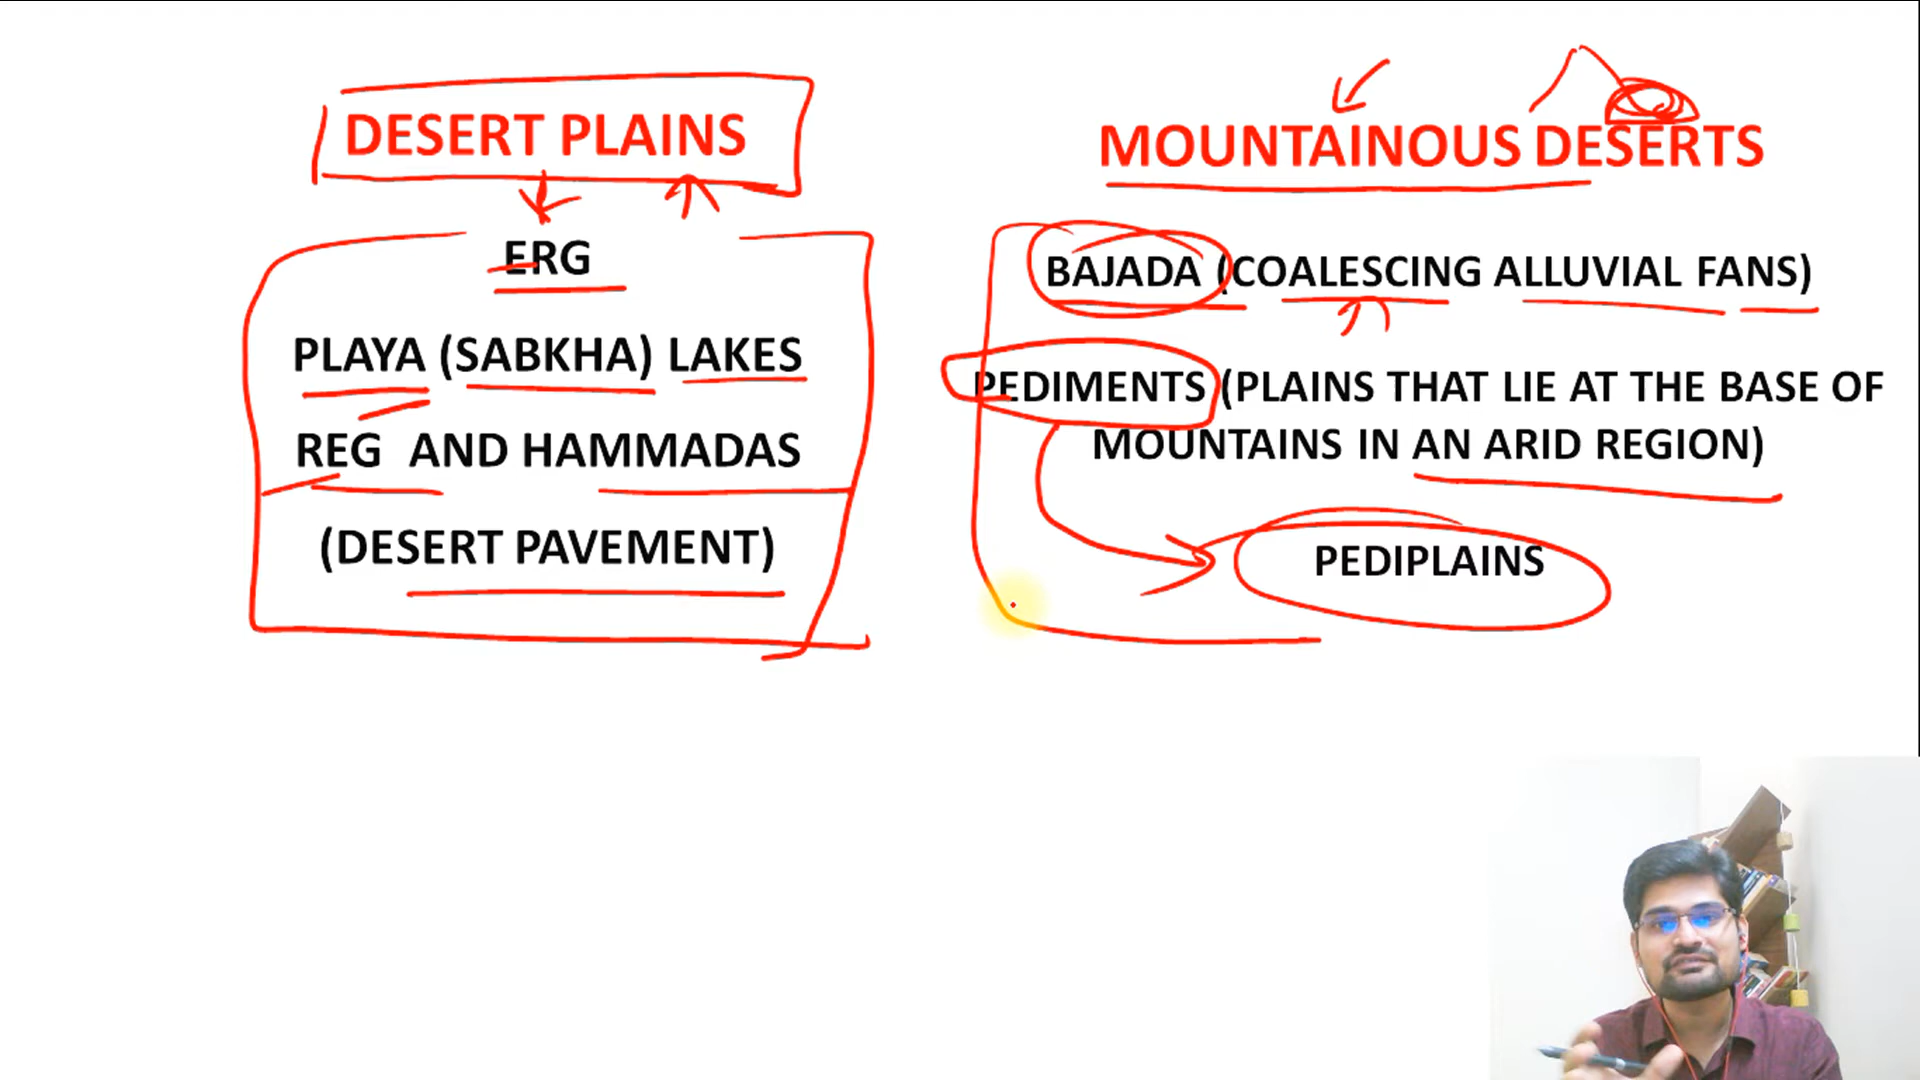 DESERT PLAINS
ERG
PLAYA (SABKHA) LAKES
REG AND HAMMADAS
(DESERT PAVEMENT)
MOUNTAINOUS DESERTS
BAJADA (COALESCING ALLUVIAL FANS)
PEDIMENTS (PLAINS THAT LIE AT THE BASE OF
MOUNTAINS IN AN ARID REGION)
PEDIPLAINS